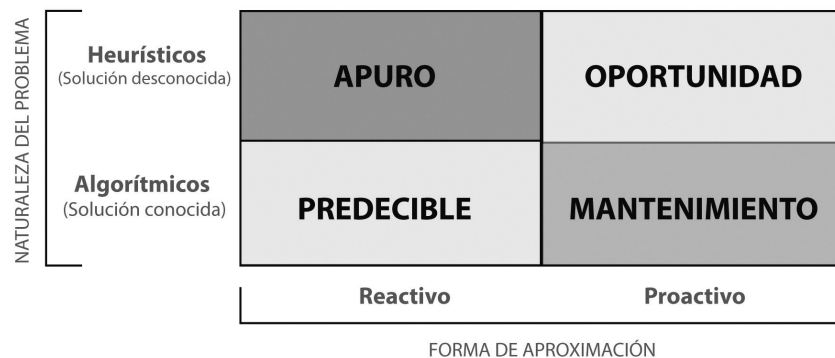 NATURALEZA DEL PROBLEMA
Heurísticos
(Solución desconocida)
APURO
OPORTUNIDAD
Algorítmicos
(Solución conocida)
PREDECIBLE
MANTENIMIENTO
Reactivo
Proactivo
FORMA DE APROXIMACIÓN